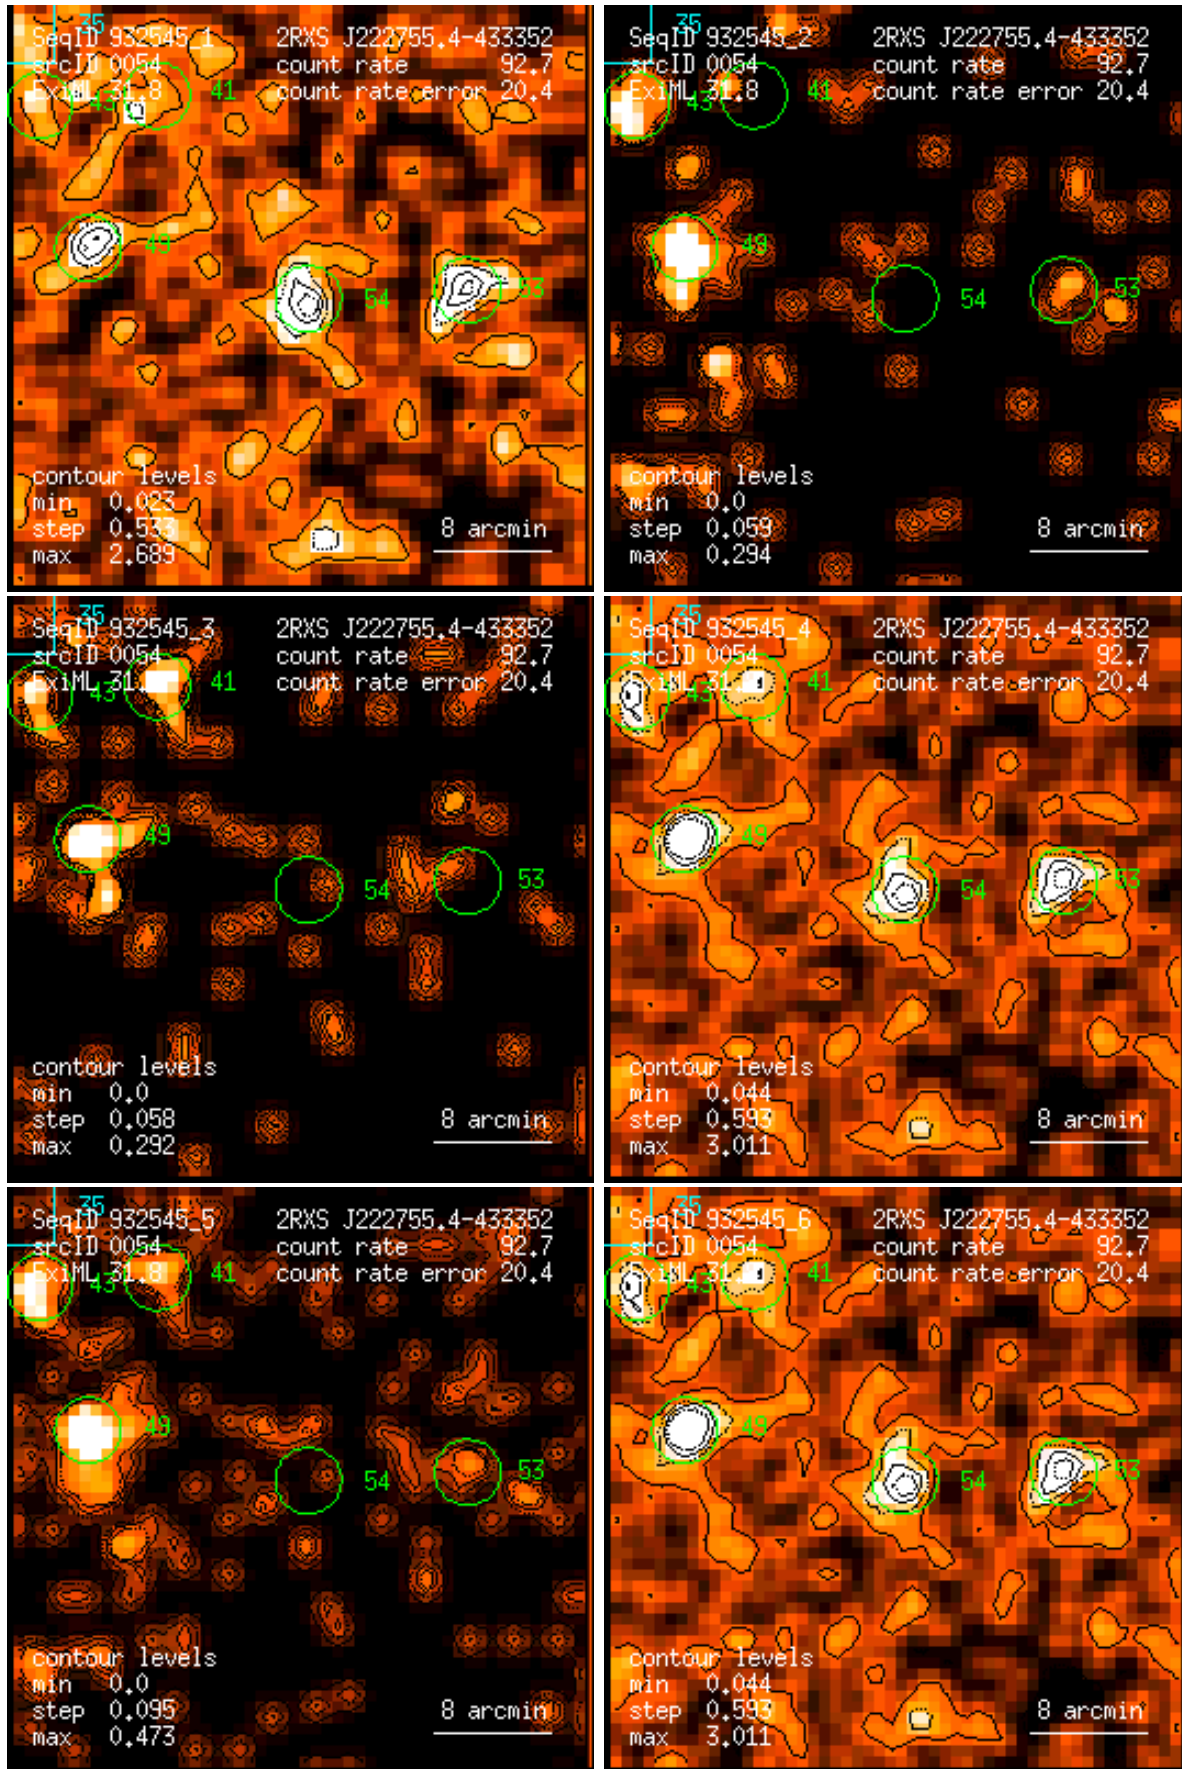 35
SeqID 932545_1 2RXS J222755.4-433352
srcID 0054 count rate 92.7
ExiML 31.8 count rate error 20.4
43 41
49
54 53
contour levels
min 0.023
step 0.533
max 2.689
8 arcmin
35
SeqID 932545_2 2RXS J222755.4-433352
srcID 0054 count rate 92.7
ExiML 31.8 count rate error 20.4
43 41
49
54 53
contour levels
min 0.0
step 0.059
max 0.294
8 arcmin
35
SeqID 932545_3 2RXS J222755.4-433352
srcID 0054 count rate 92.7
ExiML 31.8 count rate error 20.4
43 41
49
54 53
contour levels
min 0.0
step 0.058
max 0.292
8 arcmin
35
SeqID 932545_4 2RXS J222755.4-433352
srcID 0054 count rate 92.7
ExiML 31.8 count rate error 20.4
43 41
49
54 53
contour levels
min 0.044
step 0.593
max 3.011
8 arcmin
35
SeqID 932545_5 2RXS J222755.4-433352
srcID 0054 count rate 92.7
ExiML 31.8 count rate error 20.4
43 41
49
54 53
contour levels
min 0.0
step 0.095
max 0.473
8 arcmin
35
SeqID 932545_6 2RXS J222755.4-433352
srcID 0054 count rate 92.7
ExiML 31.8 count rate error 20.4
43 41
49
54 53
contour levels
min 0.044
step 0.593
max 3.011
8 arcmin